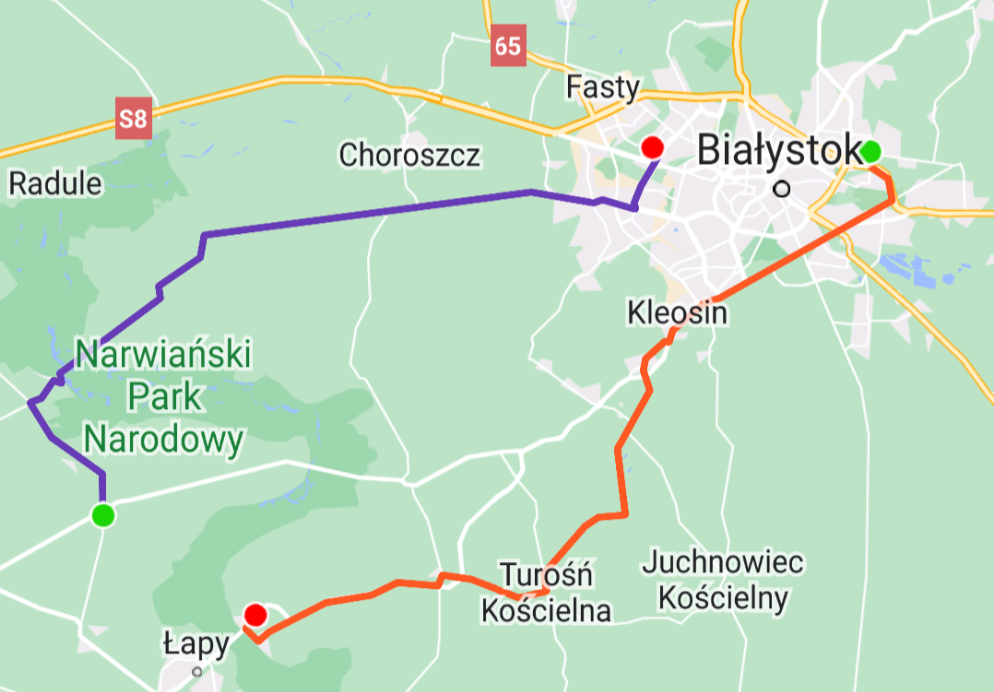 65
Fasty
S8
Białystok
Choroszcz
Radule
Kleosin
Narwiański
Park
Narodowy
Turośń
Kościelna
Juchnowiec
Kościelny
Łapy